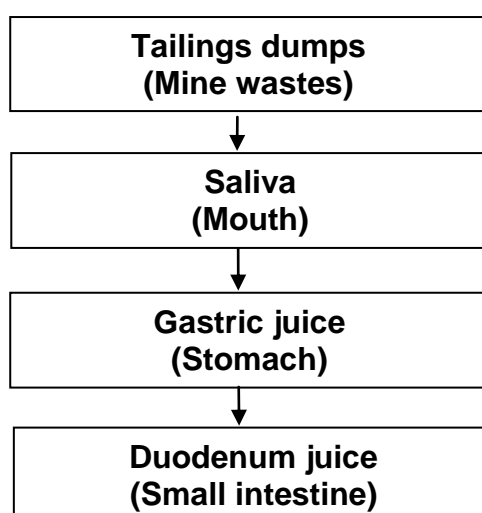 Tailings dumps
(Mine wastes)
Saliva
(Mouth)
Gastric juice
(Stomach)
Duodenum juice
(Small intestine)